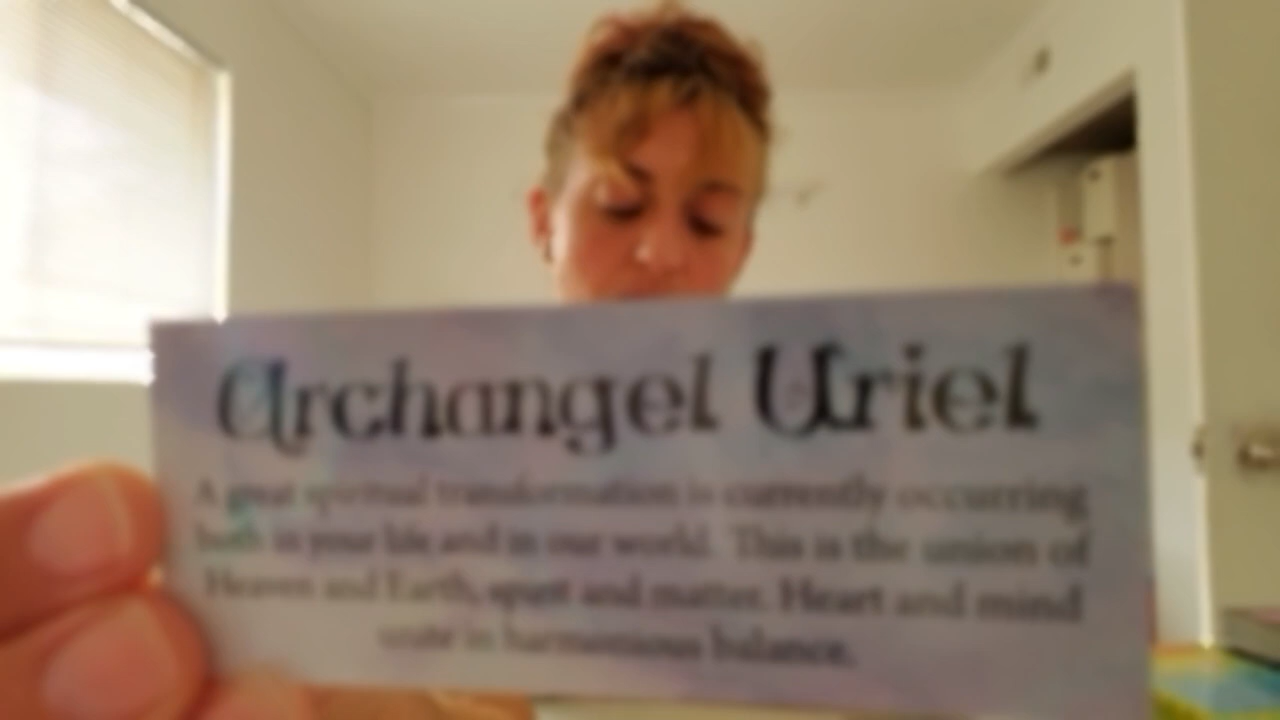 Archangel Uriel
A great spiritual transformation is currently occurring
both in your life and in our world. This is the union of
Heaven and Earth, spirit and matter. Heart and mind
unite in harmonious balance.